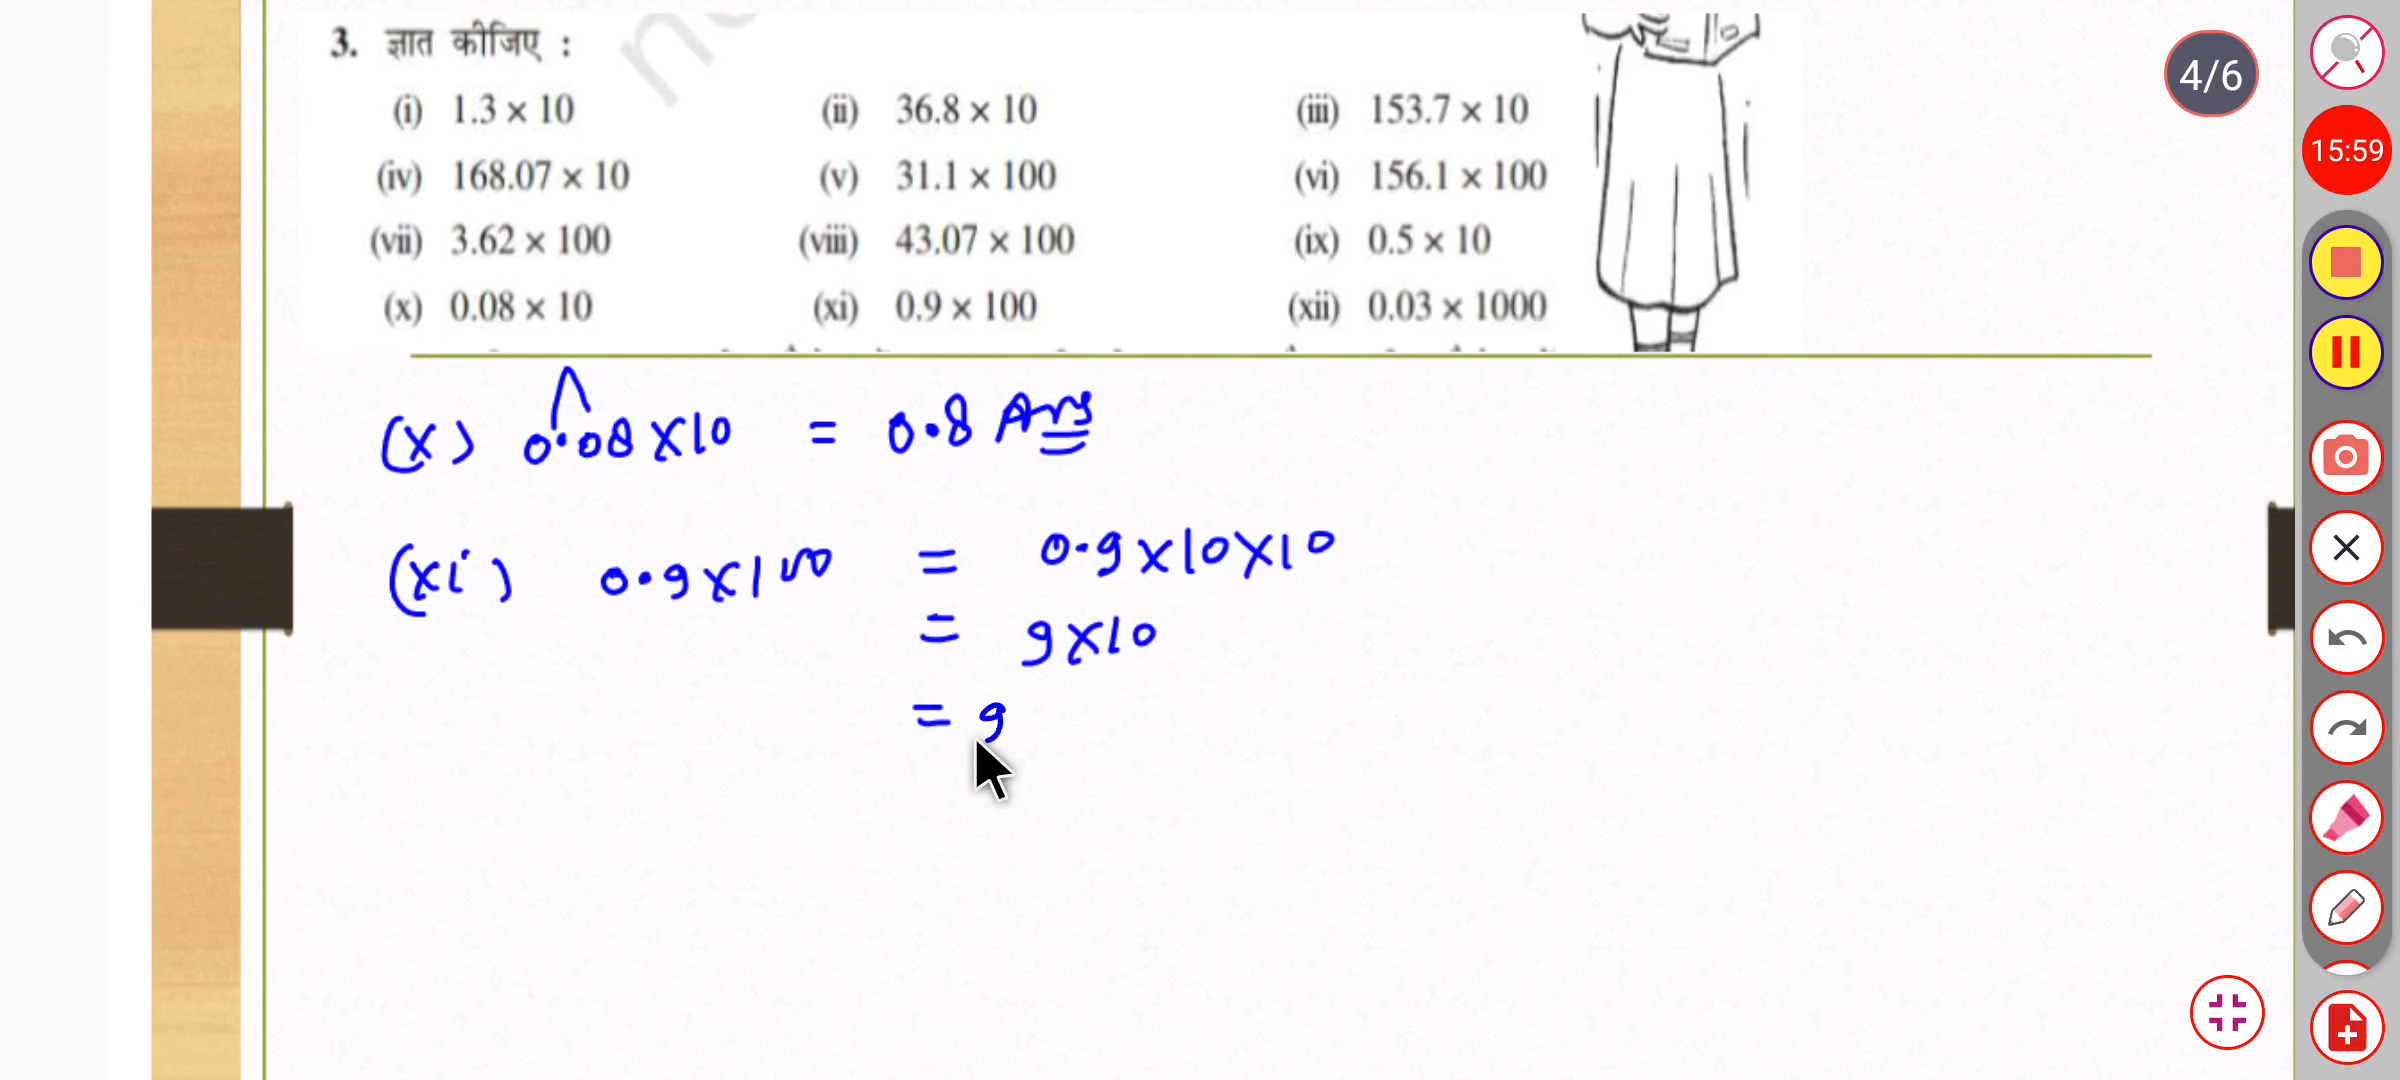 3. ज्ञात कीजिए :
(i) 1.3 × 10 (ii) 36.8 × 10 (iii) 153.7 × 10
(iv) 168.07 × 10 (v) 31.1 × 100 (vi) 156.1 × 100
(vii) 3.62 × 100 (viii) 43.07 × 100 (ix) 0.5 × 10
(x) 0.08 × 10 (xi) 0.9 × 100 (xii) 0.03 × 1000
4/6
15:59
(x) 0.08×10 = 0.8 Ans
(xi) 0.9×100 = 0.9×10×10
= 9×10
= 9